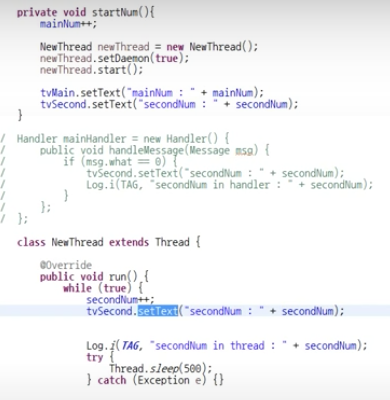 private void startNum(){
mainNum++;
NewThread newThread = new NewThread();
newThread.setDaemon(true);
newThread.start();
tvMain.setText("mainNum : " + mainNum);
tvSecond.setText("secondNum : " + secondNum);
}
/ Handler mainHandler = new Handler() {
/ public void handleMessage(Message msg) {
/ if (msg.what == 0) {
/ tvSecond.setText("secondNum : " + secondNum);
/ Log.i(TAG, "secondNum in handler : " + secondNum);
/ }
/ };
/ };
class NewThread extends Thread {
@Override
public void run() {
while (true) {
secondNum++;
tvSecond.setText("secondNum : " + secondNum);
Log.i(TAG, "secondNum in thread : " + secondNum);
try {
Thread.sleep(500);
} catch (Exception e) {}